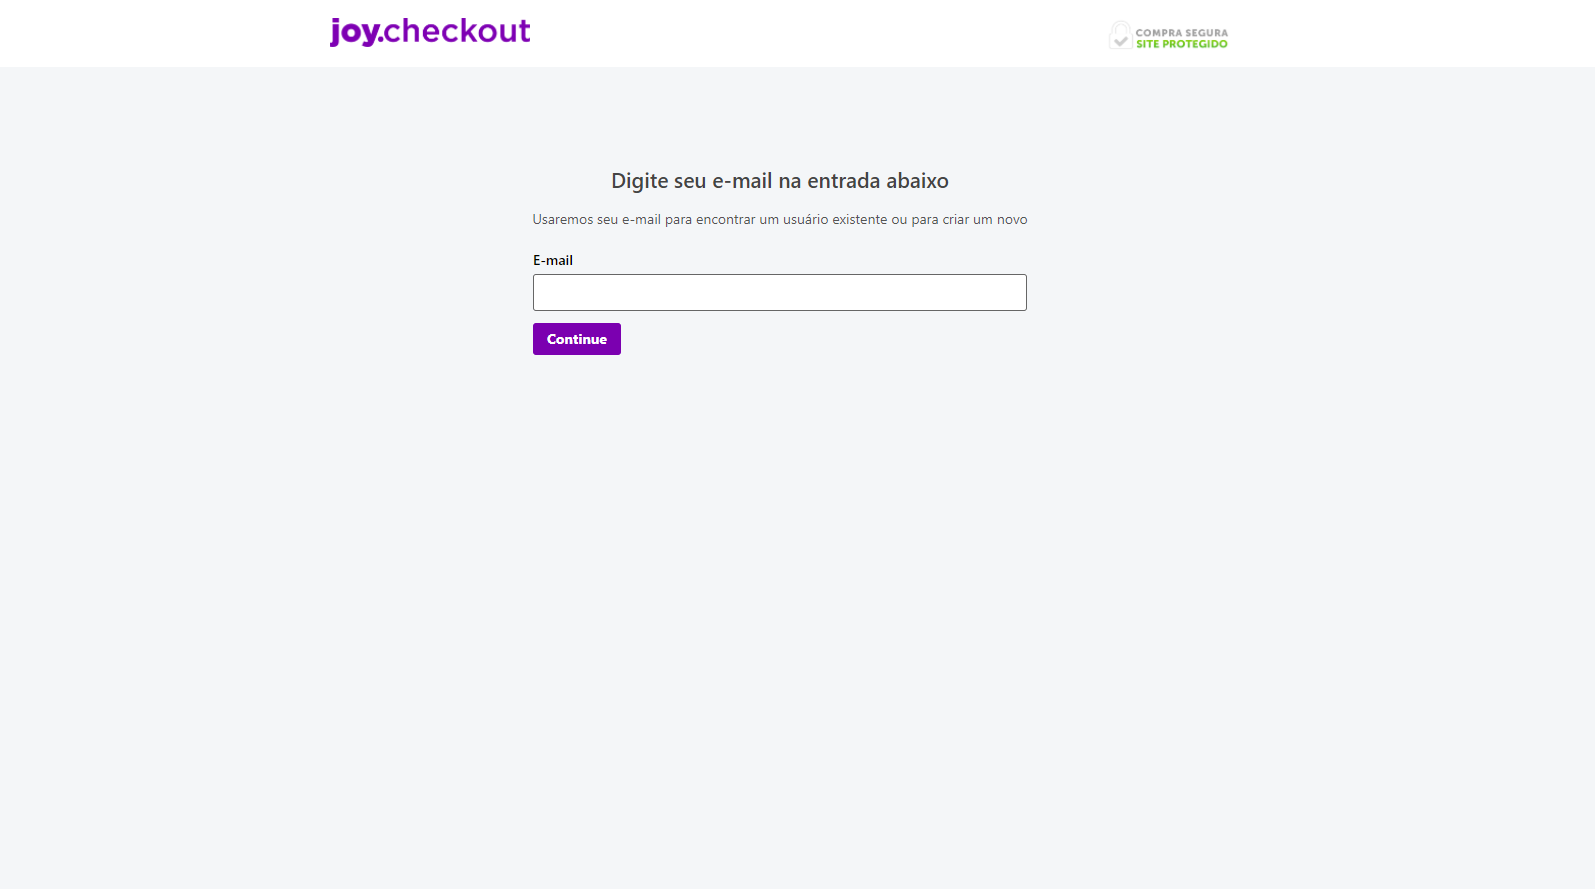 joy.checkout
COMPRA SEGURA
SITE PROTEGIDO
Digite seu e-mail na entrada abaixo
Usaremos seu e-mail para encontrar um usuário existente ou para criar um novo
E-mail
Continue